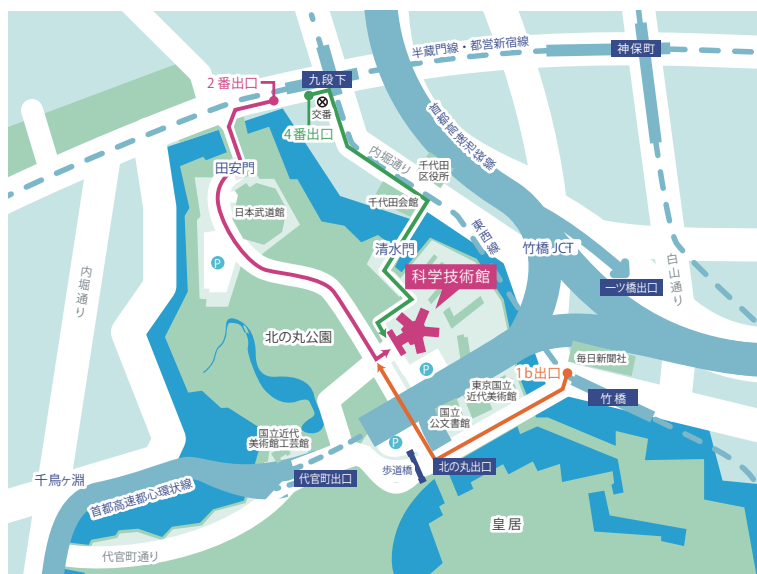 半蔵門線・都営新宿線
神保町
九段下
2番出口
交番
4番出口
首都高速池袋線
内堀通り
千代田
区役所
田安門
千代田会館
日本武道館
東西線
清水門
竹橋JCT
白山通り
P
内堀通り
科学技術館
一ツ橋出口
北の丸公園
毎日新聞社
P
1b出口
東京国立
近代美術館
竹橋
国立
公文書館
国立近代
美術館工芸館
P
北の丸出口
歩道橋
代官町出口
千鳥ヶ淵
首都高速都心環状線
皇居
代官町通り